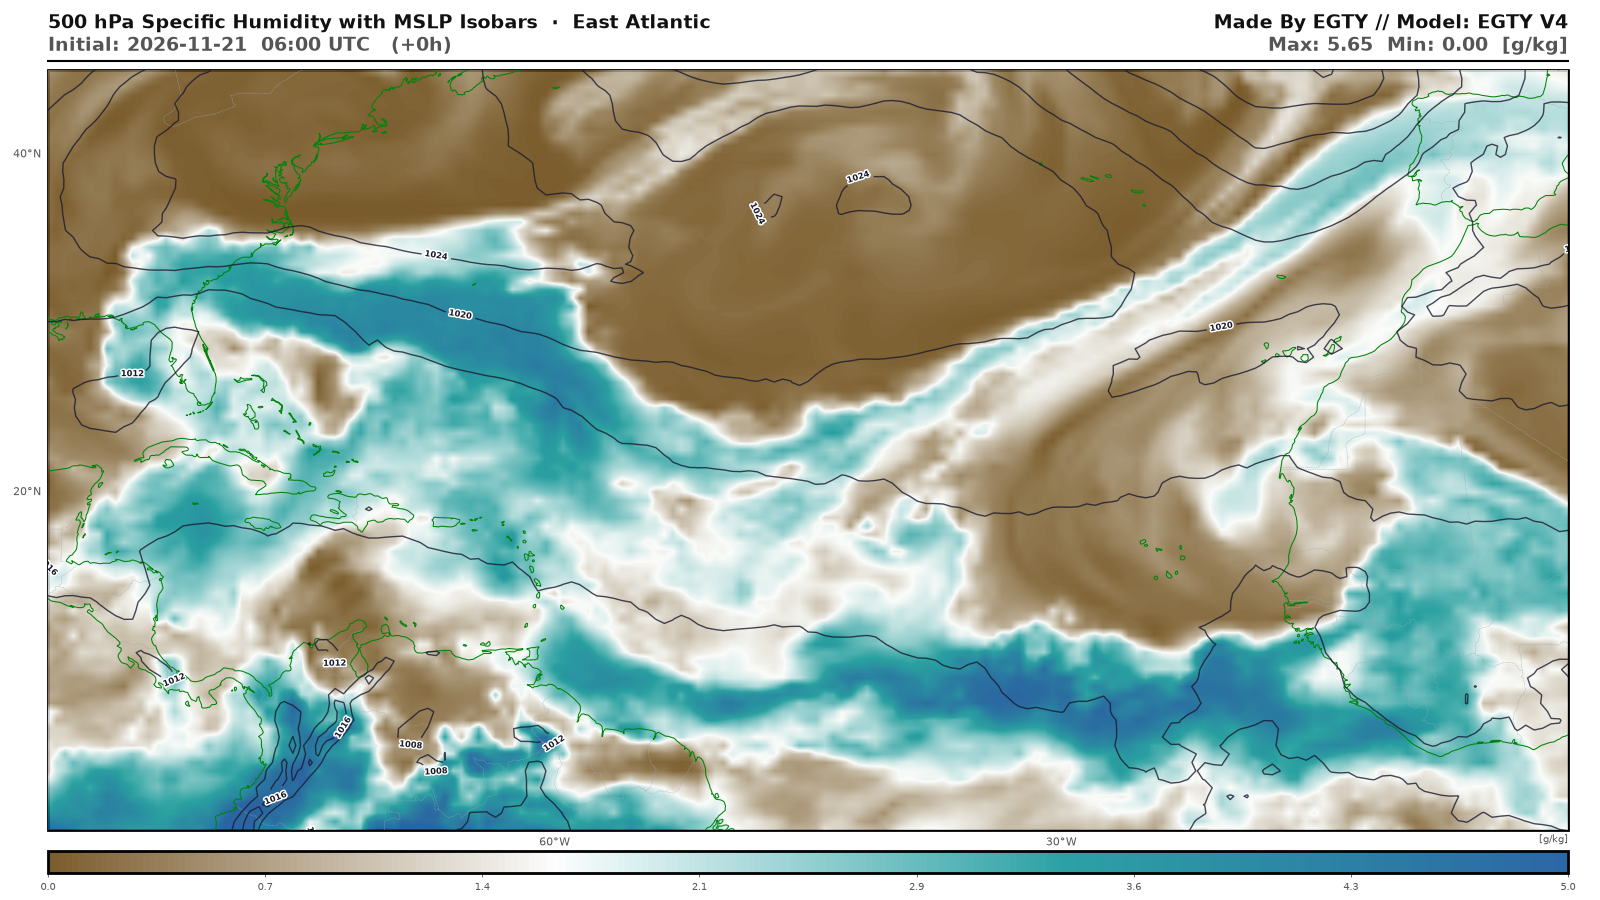 500 hPa Specific Humidity with MSLP Isobars · East Atlantic
Made By EGTY // Model: EGTY V4
Initial: 2026-11-21 06:00 UTC (+0h)
Max: 5.65 Min: 0.00 [g/kg]
40°N
20°N
1024
1024
1024
1020
1020
1012
1012
1012
1016
1008
1008
1012
1016
60°W
30°W
[g/kg]
0.0 0.7 1.4 2.1 2.9 3.6 4.3 5.0